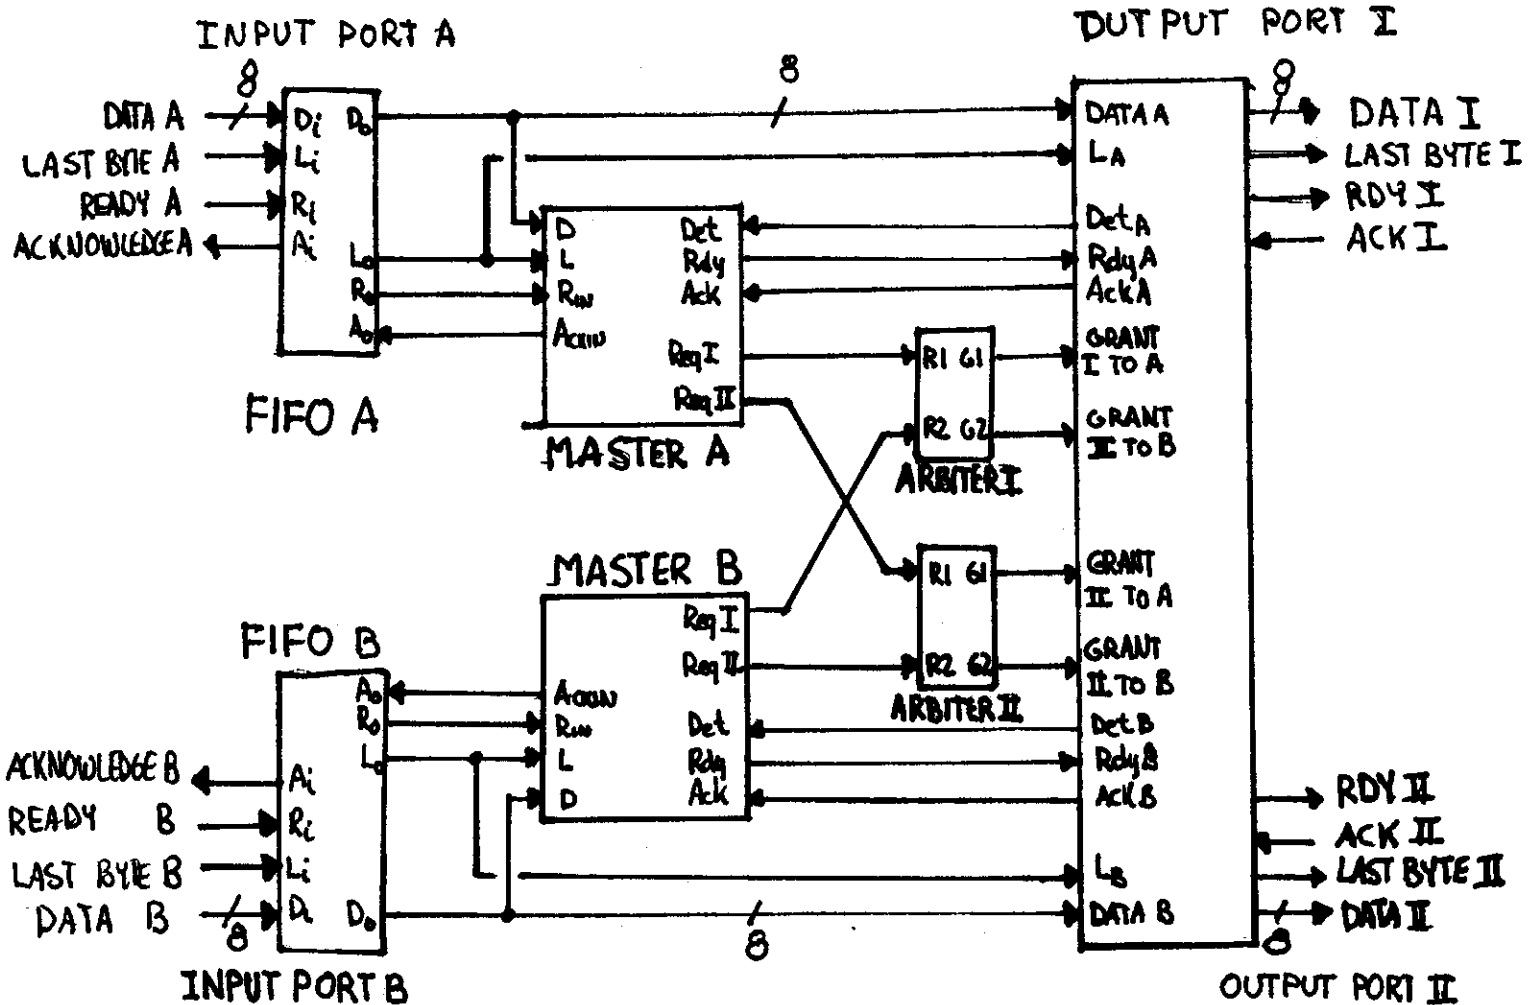 INPUT PORT A
OUTPUT PORT I
8
8
8
DATA A
LAST BYTE A
READY A
ACKNOWLEDGE A
Di Do
Li
Ri
Ai
Lo
Ro
Ao
FIFO A
D Det
L Rdy
RIN Ack
ACKIN
Req I
Req II
MASTER A
R1 G1
R2 G2
ARBITER I
DATA A
LA
Det A
Rdy A
Ack A
GRANT
I TO A
GRANT
II TO B
DATA I
LAST BYTE I
RDY I
ACK I
MASTER B
Req I
Req II
ACKIN
RIN Det
L Rdy
D Ack
R1 G1
R2 G2
ARBITER II
GRANT
II TO A
GRANT
II TO B
Det B
Rdy B
Ack B
LB
DATA B
FIFO B
Ao
Ro
Lo
Ai
Ri
Li
Di Do
ACKNOWLEDGE B
READY B
LAST BYTE B
DATA B
8
8
8
INPUT PORT B
RDY II
ACK II
LAST BYTE II
DATA II
OUTPUT PORT II